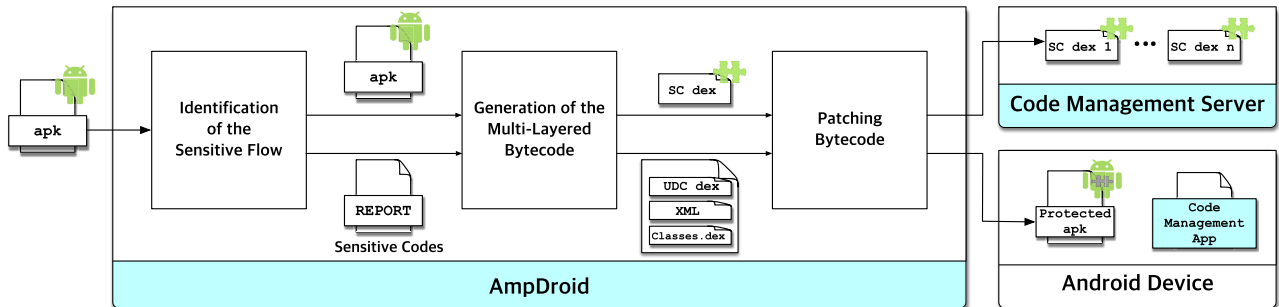 apk
Identification
of the
Sensitive Flow
apk
REPORT
Sensitive Codes
Generation of the
Multi-Layered
Bytecode
SC dex
UDC dex
XML
Classes.dex
Patching
Bytecode
AmpDroid
SC dex 1
...
SC dex n
Code Management Server
Protected
apk
Code
Management
App
Android Device